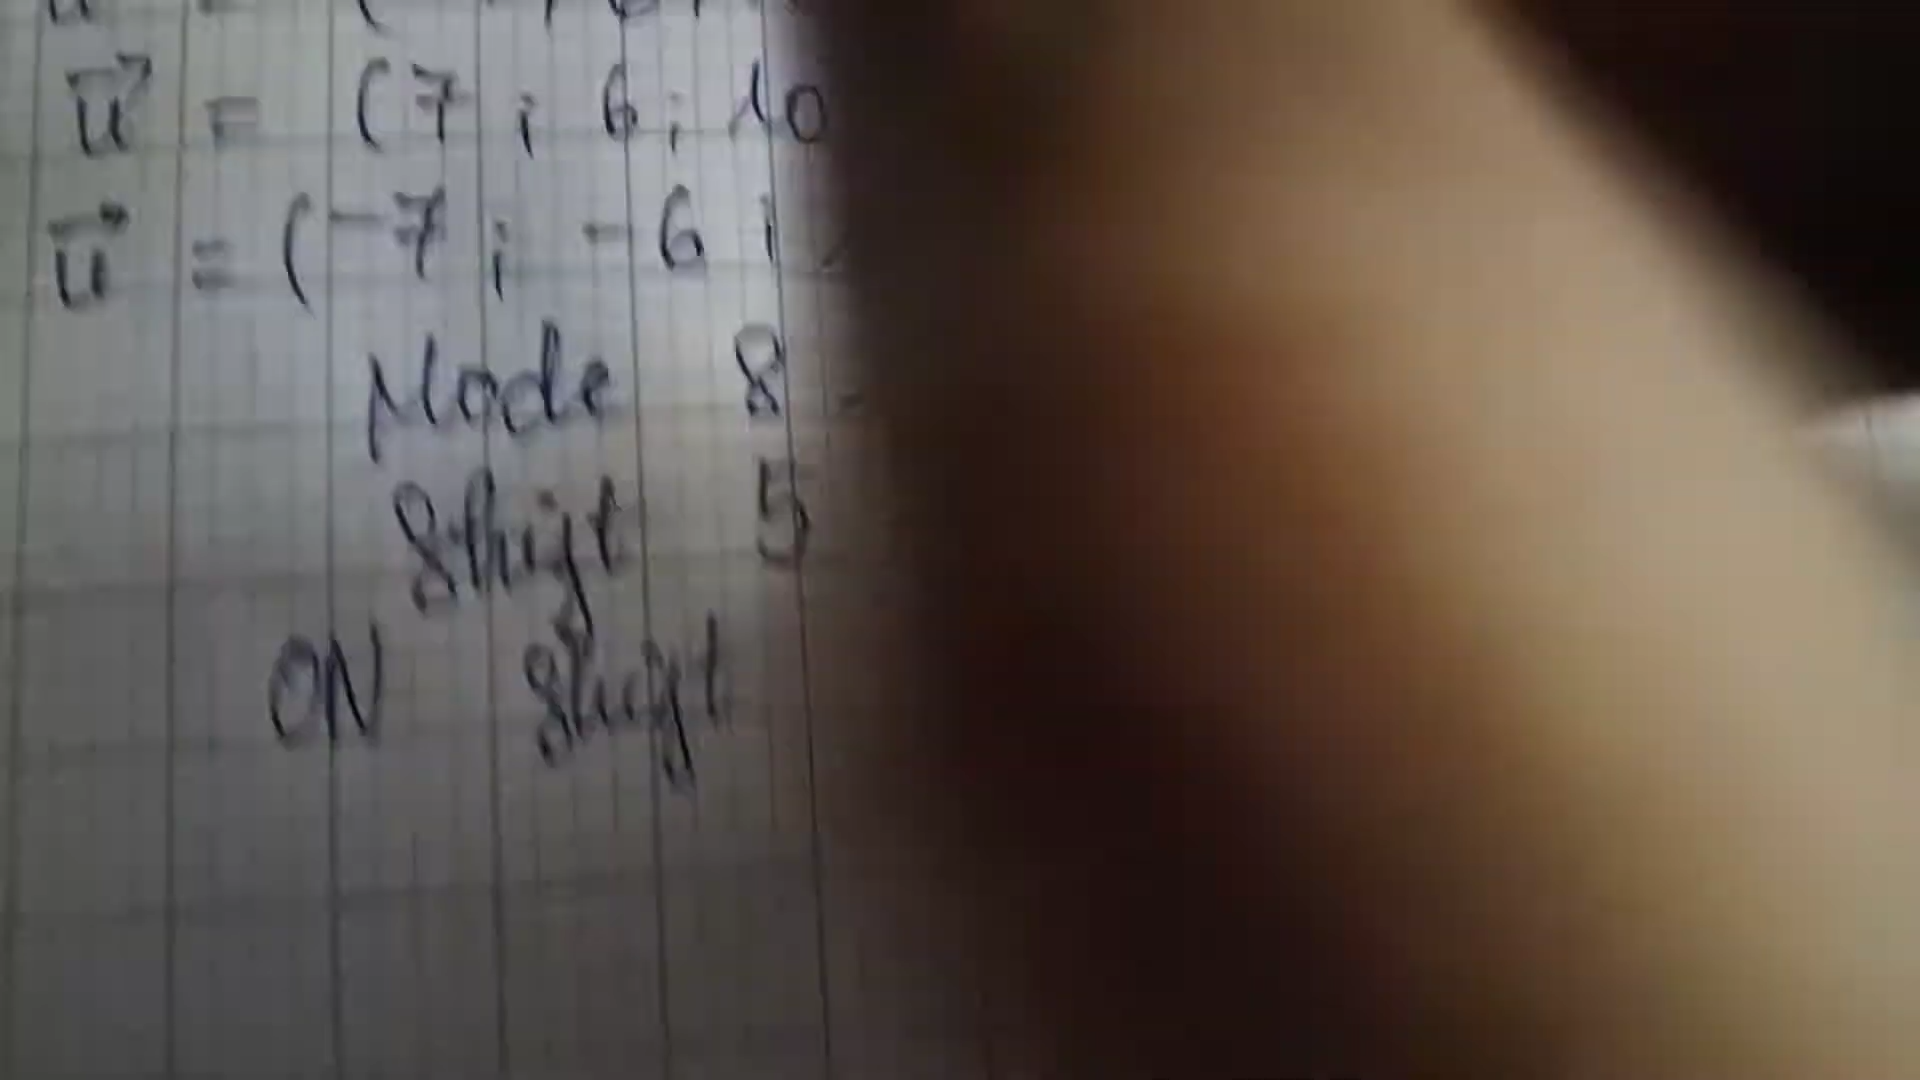 u⃗ = (7 ; 6 ; 10
u⃗ = (-7 ; -6 ;
Mode 8
Shift 5
ON Shift